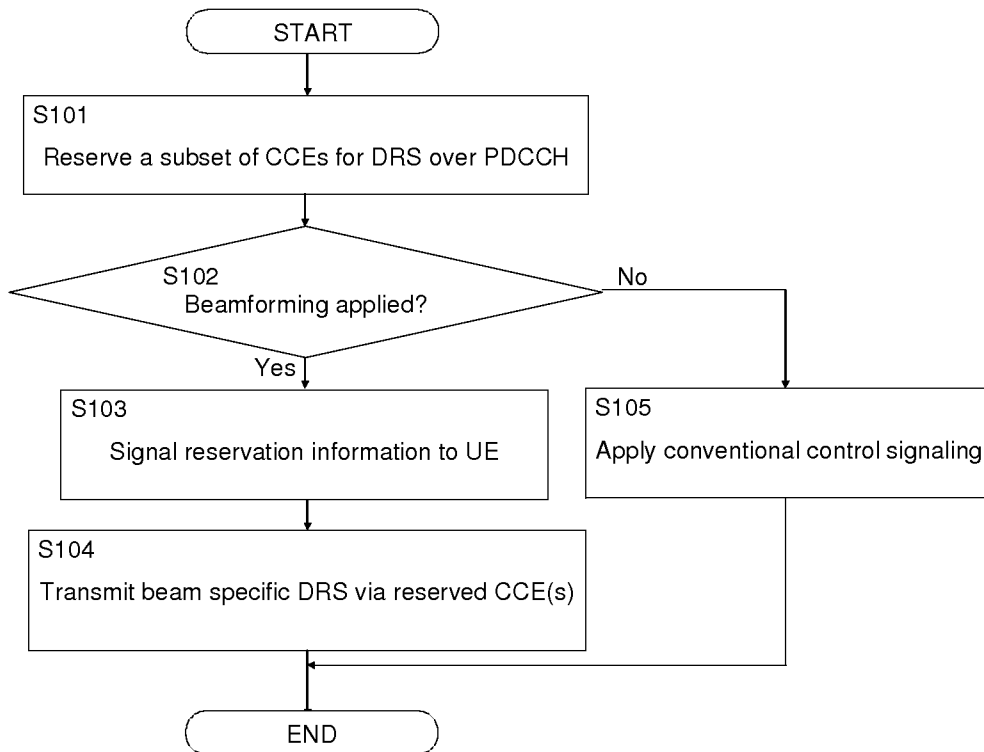 START
S101
Reserve a subset of CCEs for DRS over PDCCH
S102
Beamforming applied?
No
Yes
S103
Signal reservation information to UE
S105
Apply conventional control signaling
S104
Transmit beam specific DRS via reserved CCE(s)
END